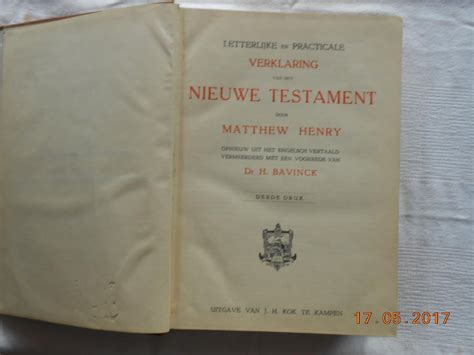 LETTERLIJKE EN PRACTICALE
VERKLARING
VAN HET
NIEUWE TESTAMENT
DOOR
MATTHEW HENRY
OPNIEUW UIT HET ENGELSCH VERTAALD
VERMEERDERD MET EEN VOORREDE VAN
Dr H. BAVINCK
DERDE DRUK
UITGAVE VAN J. H. KOK TE KAMPEN
17.05.2017